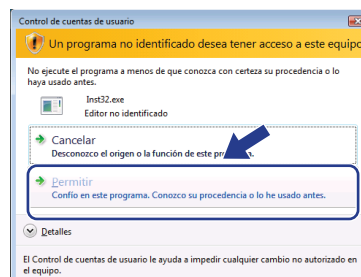 Control de cuentas de usuario
Un programa no identificado desea tener acceso a este equipo
No ejecute el programa a menos de que conozca con certeza su procedencia o lo
haya usado antes.
Inst32.exe
Editor no identificado
Cancelar
Desconozco el origen o la función de este programa.
Permitir
Confío en este programa. Conozco su procedencia o lo he usado antes.
Detalles
El Control de cuentas de usuario le ayuda a impedir cualquier cambio no autorizado en
el equipo.